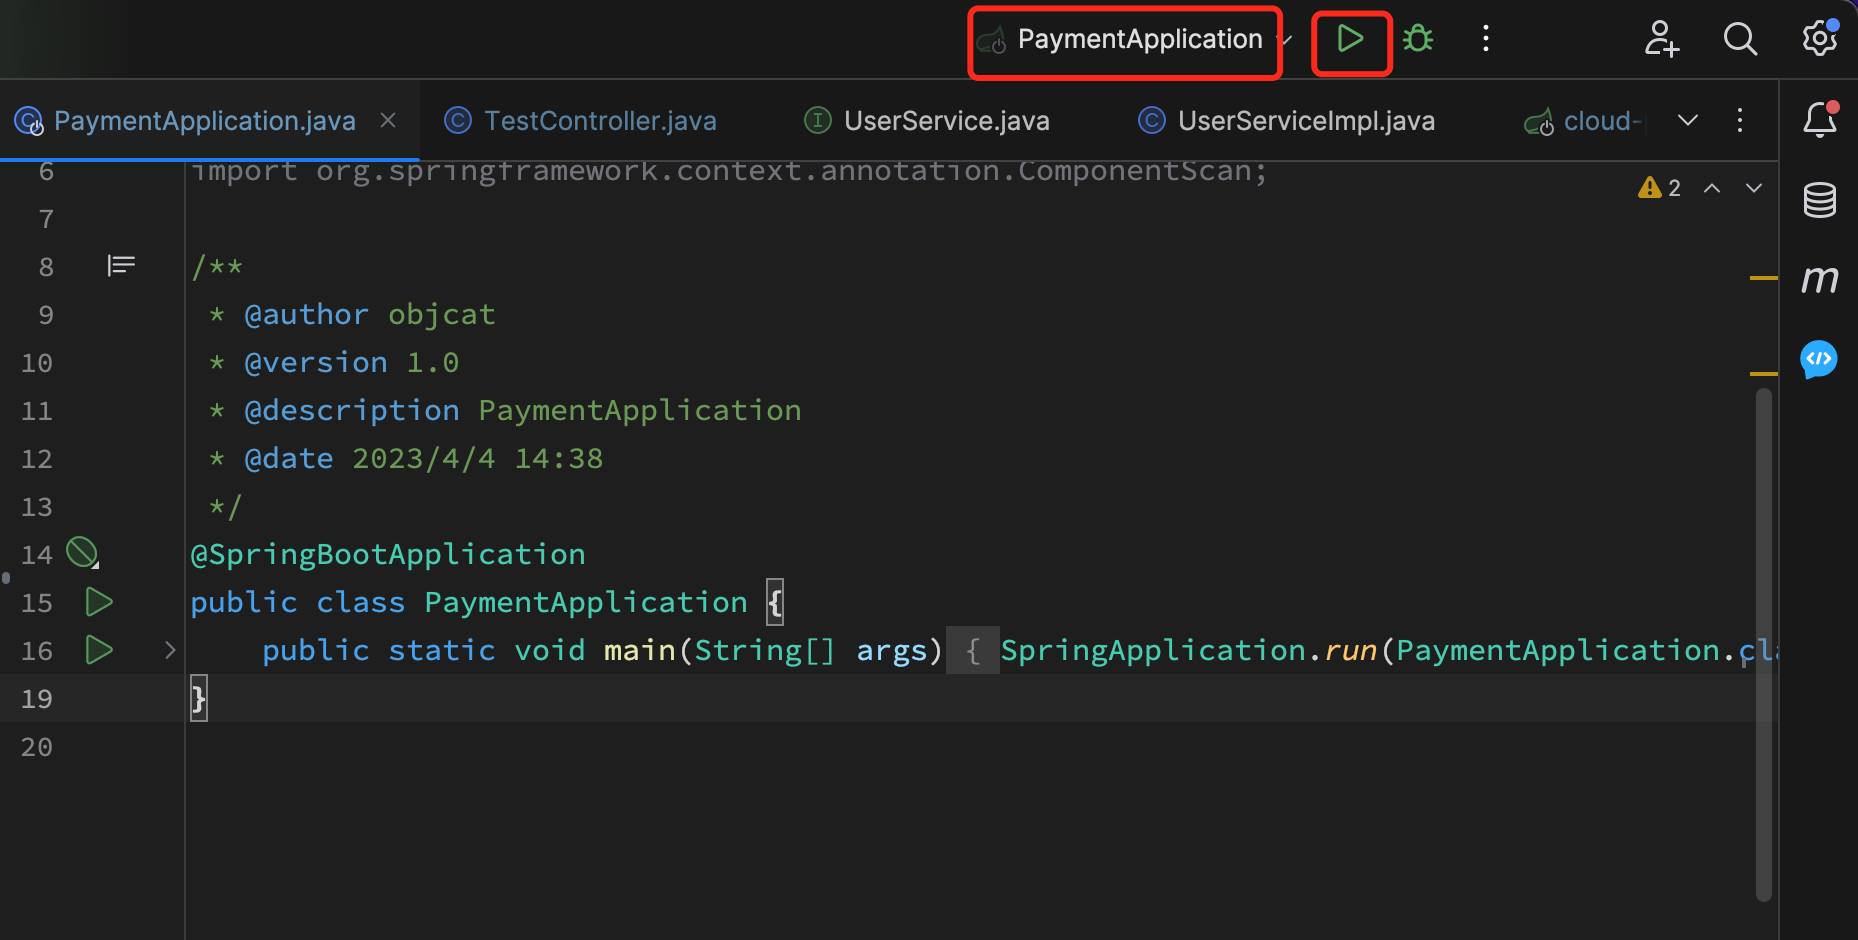 PaymentApplication
PaymentApplication.java TestController.java UserService.java UserServiceImpl.java cloud-
6 import org.springframework.context.annotation.ComponentScan;
2
7
8 /**
9 * @author objcat
10 * @version 1.0
11 * @description PaymentApplication
12 * @date 2023/4/4 14:38
13 */
14 @SpringBootApplication
15 public class PaymentApplication {
16 public static void main(String[] args) { SpringApplication.run(PaymentApplication.cla
19 }
20
m